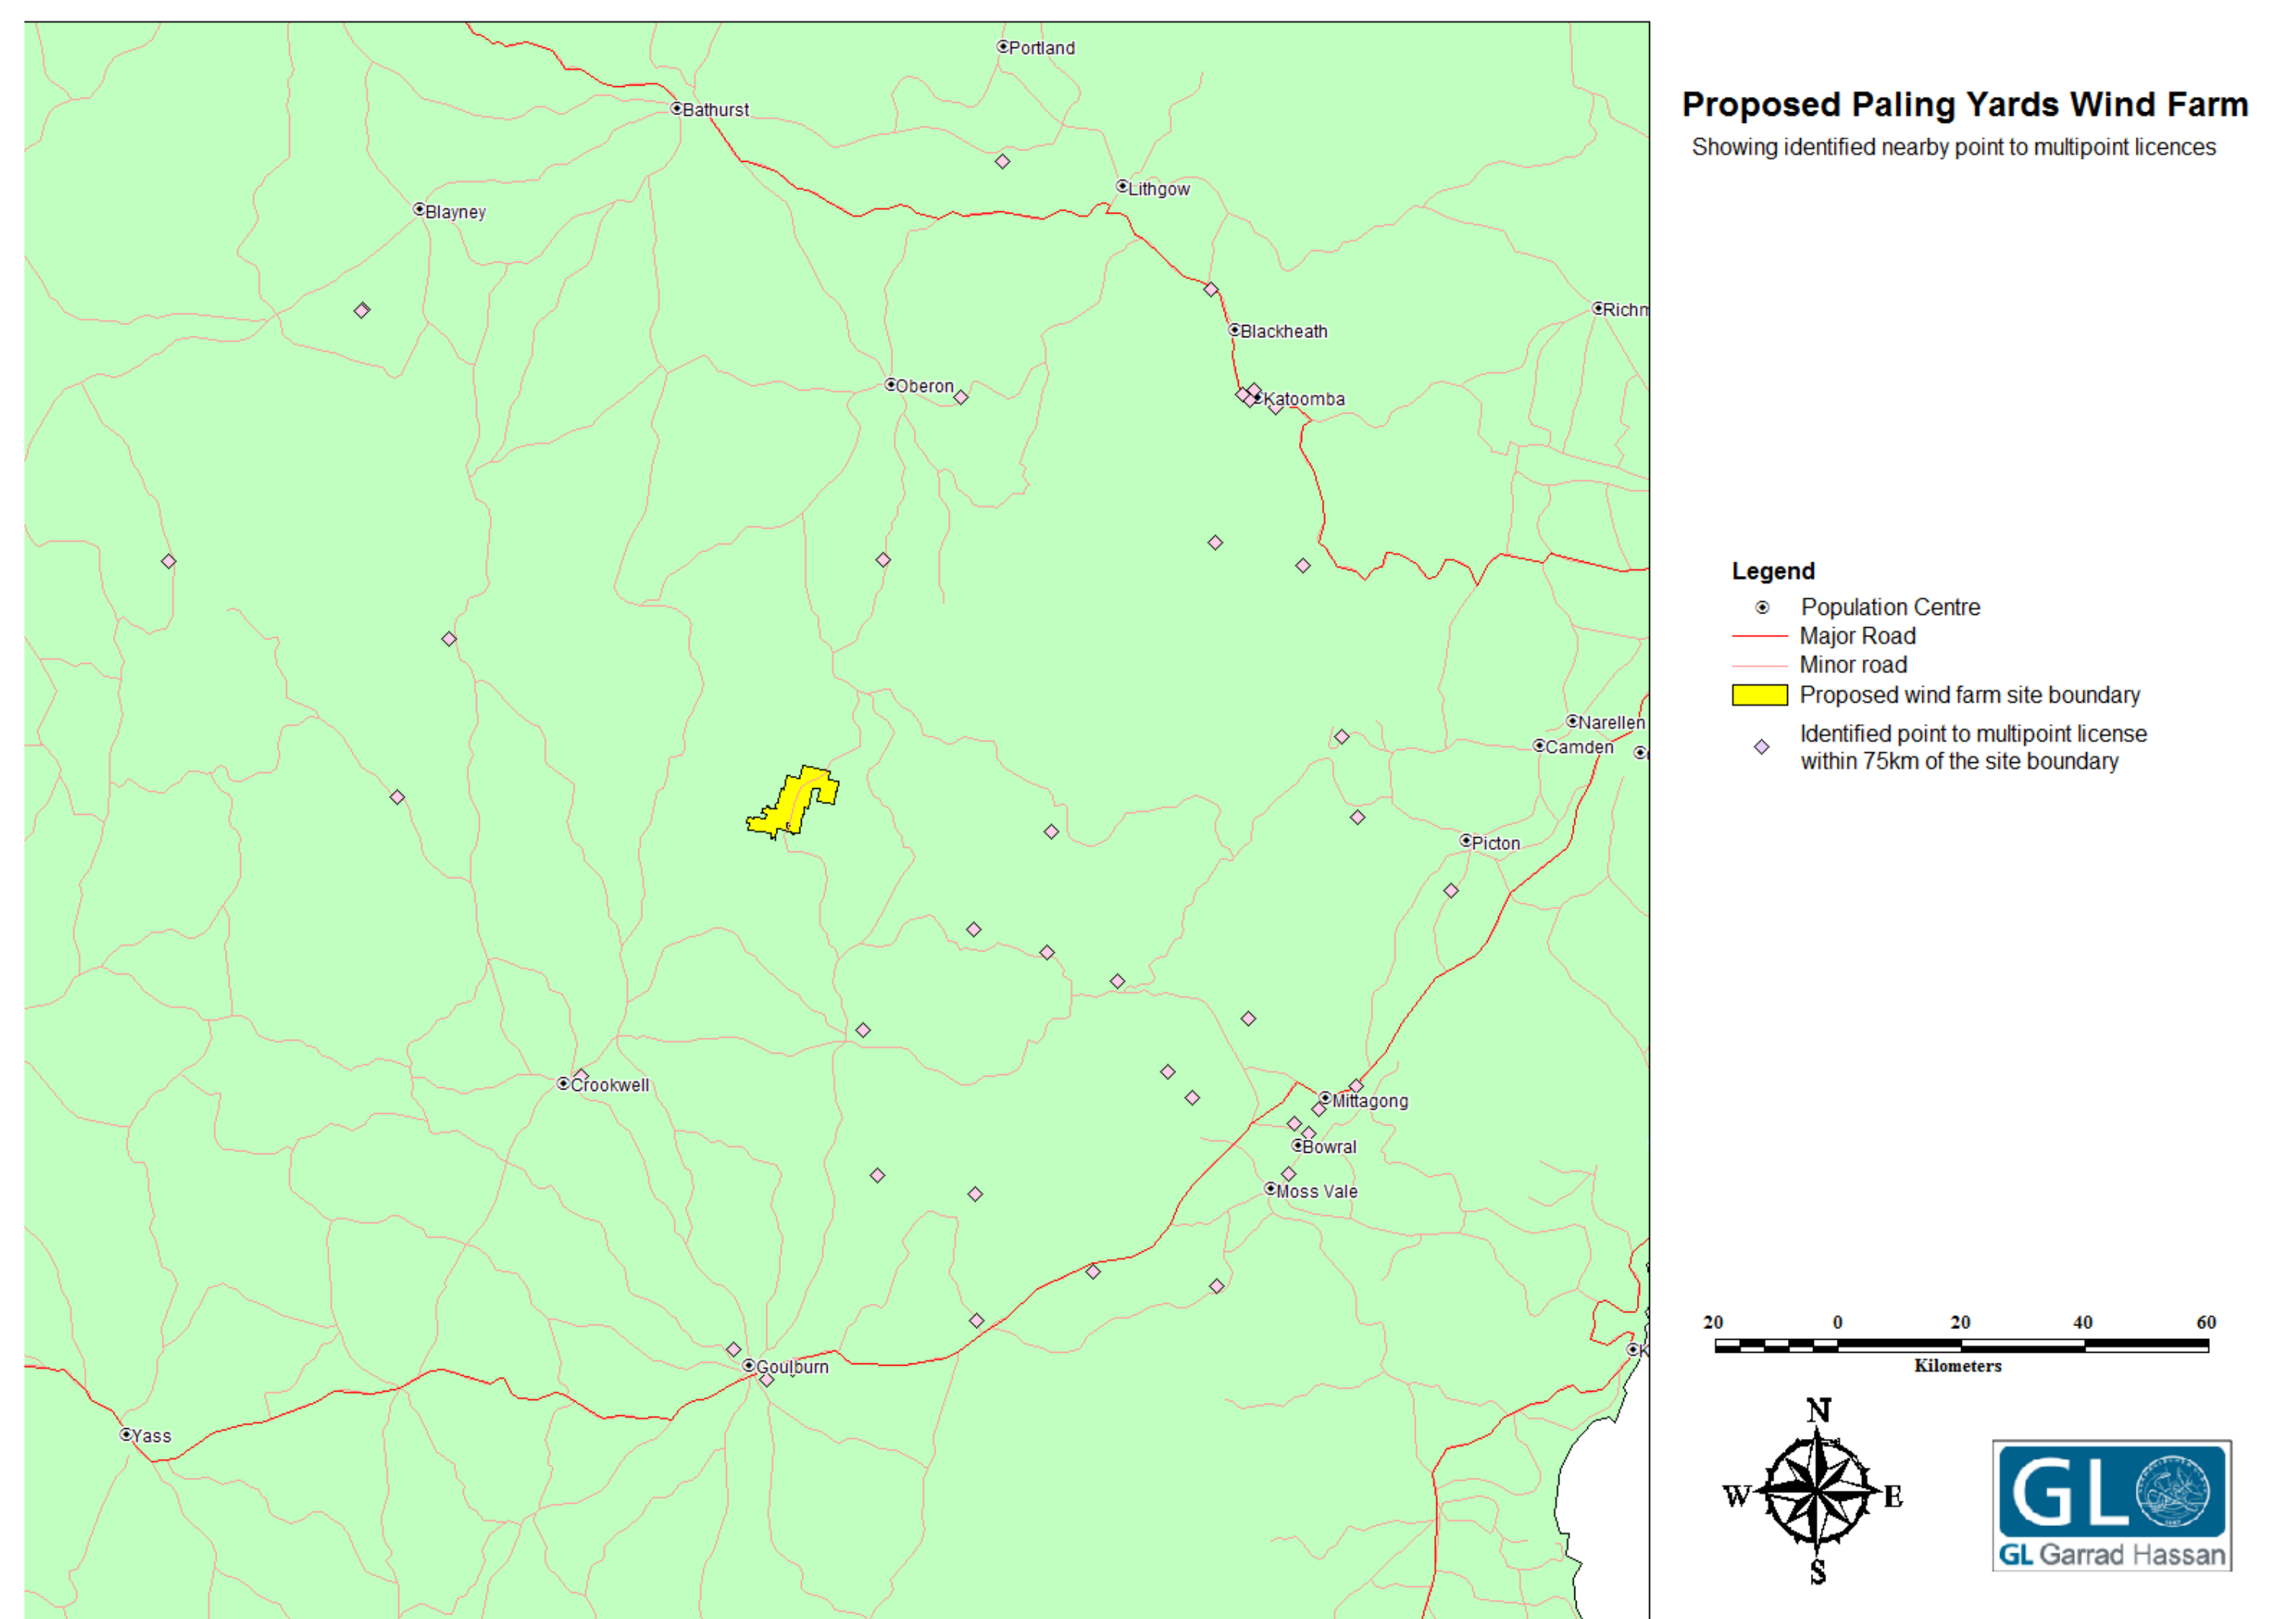 Proposed Paling Yards Wind Farm
Showing identified nearby point to multipoint licences
Portland
Bathurst
Lithgow
Blayney
Richm
Blackheath
Oberon
Katoomba
Narellen
Camden
Picton
Crookwell
Mittagong
Bowral
Moss Vale
Goulburn
K
Yass
Legend
Population Centre
Major Road
Minor road
Proposed wind farm site boundary
Identified point to multipoint license
within 75km of the site boundary
20 0 20 40 60
Kilometers
N
W E
S
GL
GL Garrad Hassan